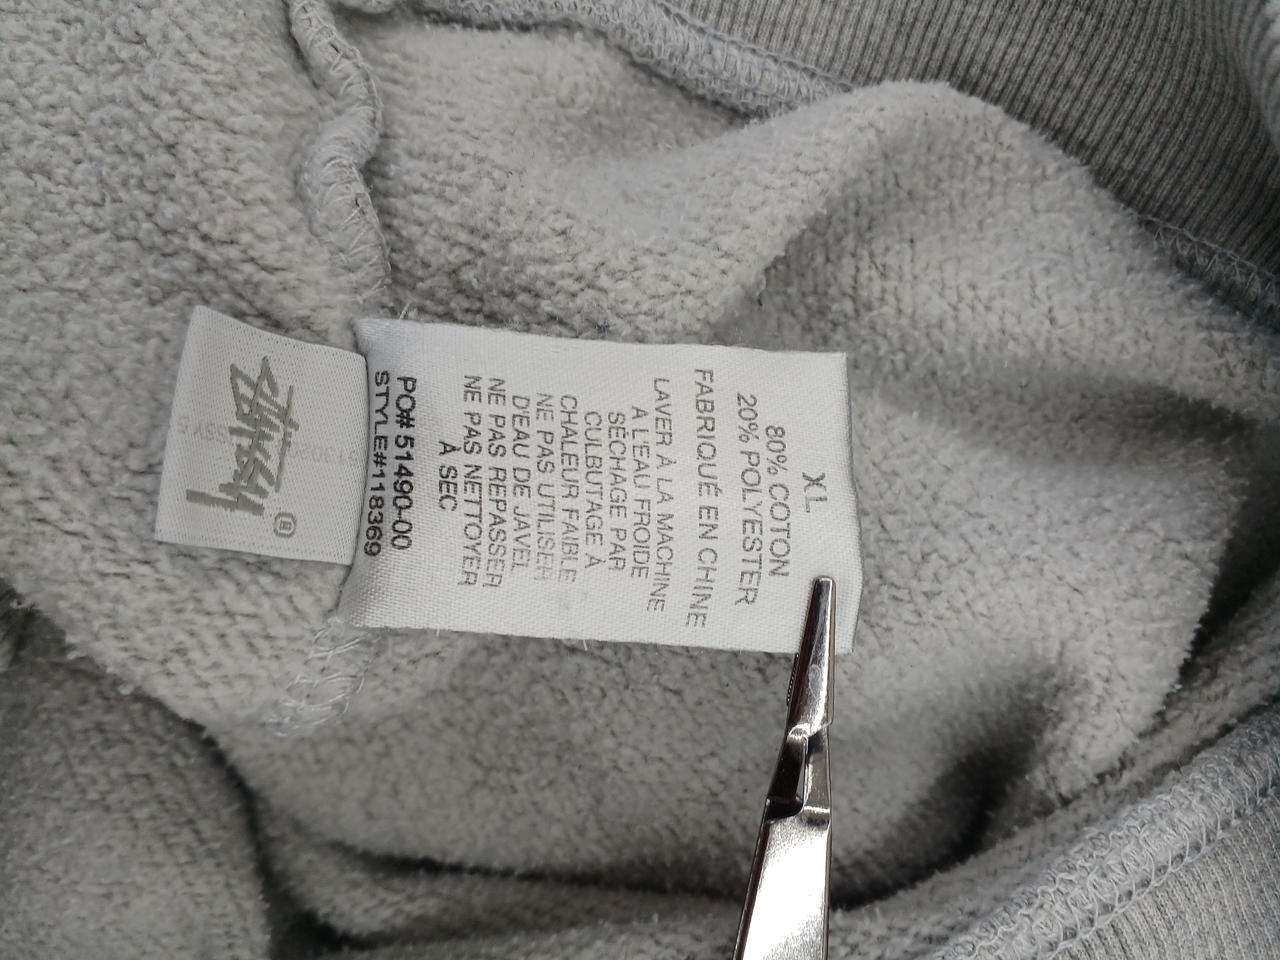 XL
80% COTON
20% POLYESTER
FABRIQUÉ EN CHINE
LAVER À LA MACHINE
A L'EAU FROIDE
SÉCHAGE PAR
CULBUTAGE À
CHALEUR FAIBLE
NE PAS UTILISER
D'EAU DE JAVEL
NE PAS REPASSER
NE PAS NETTOYER
À SEC
PO# 51490-00
STYLE#118369
Stüssy ®